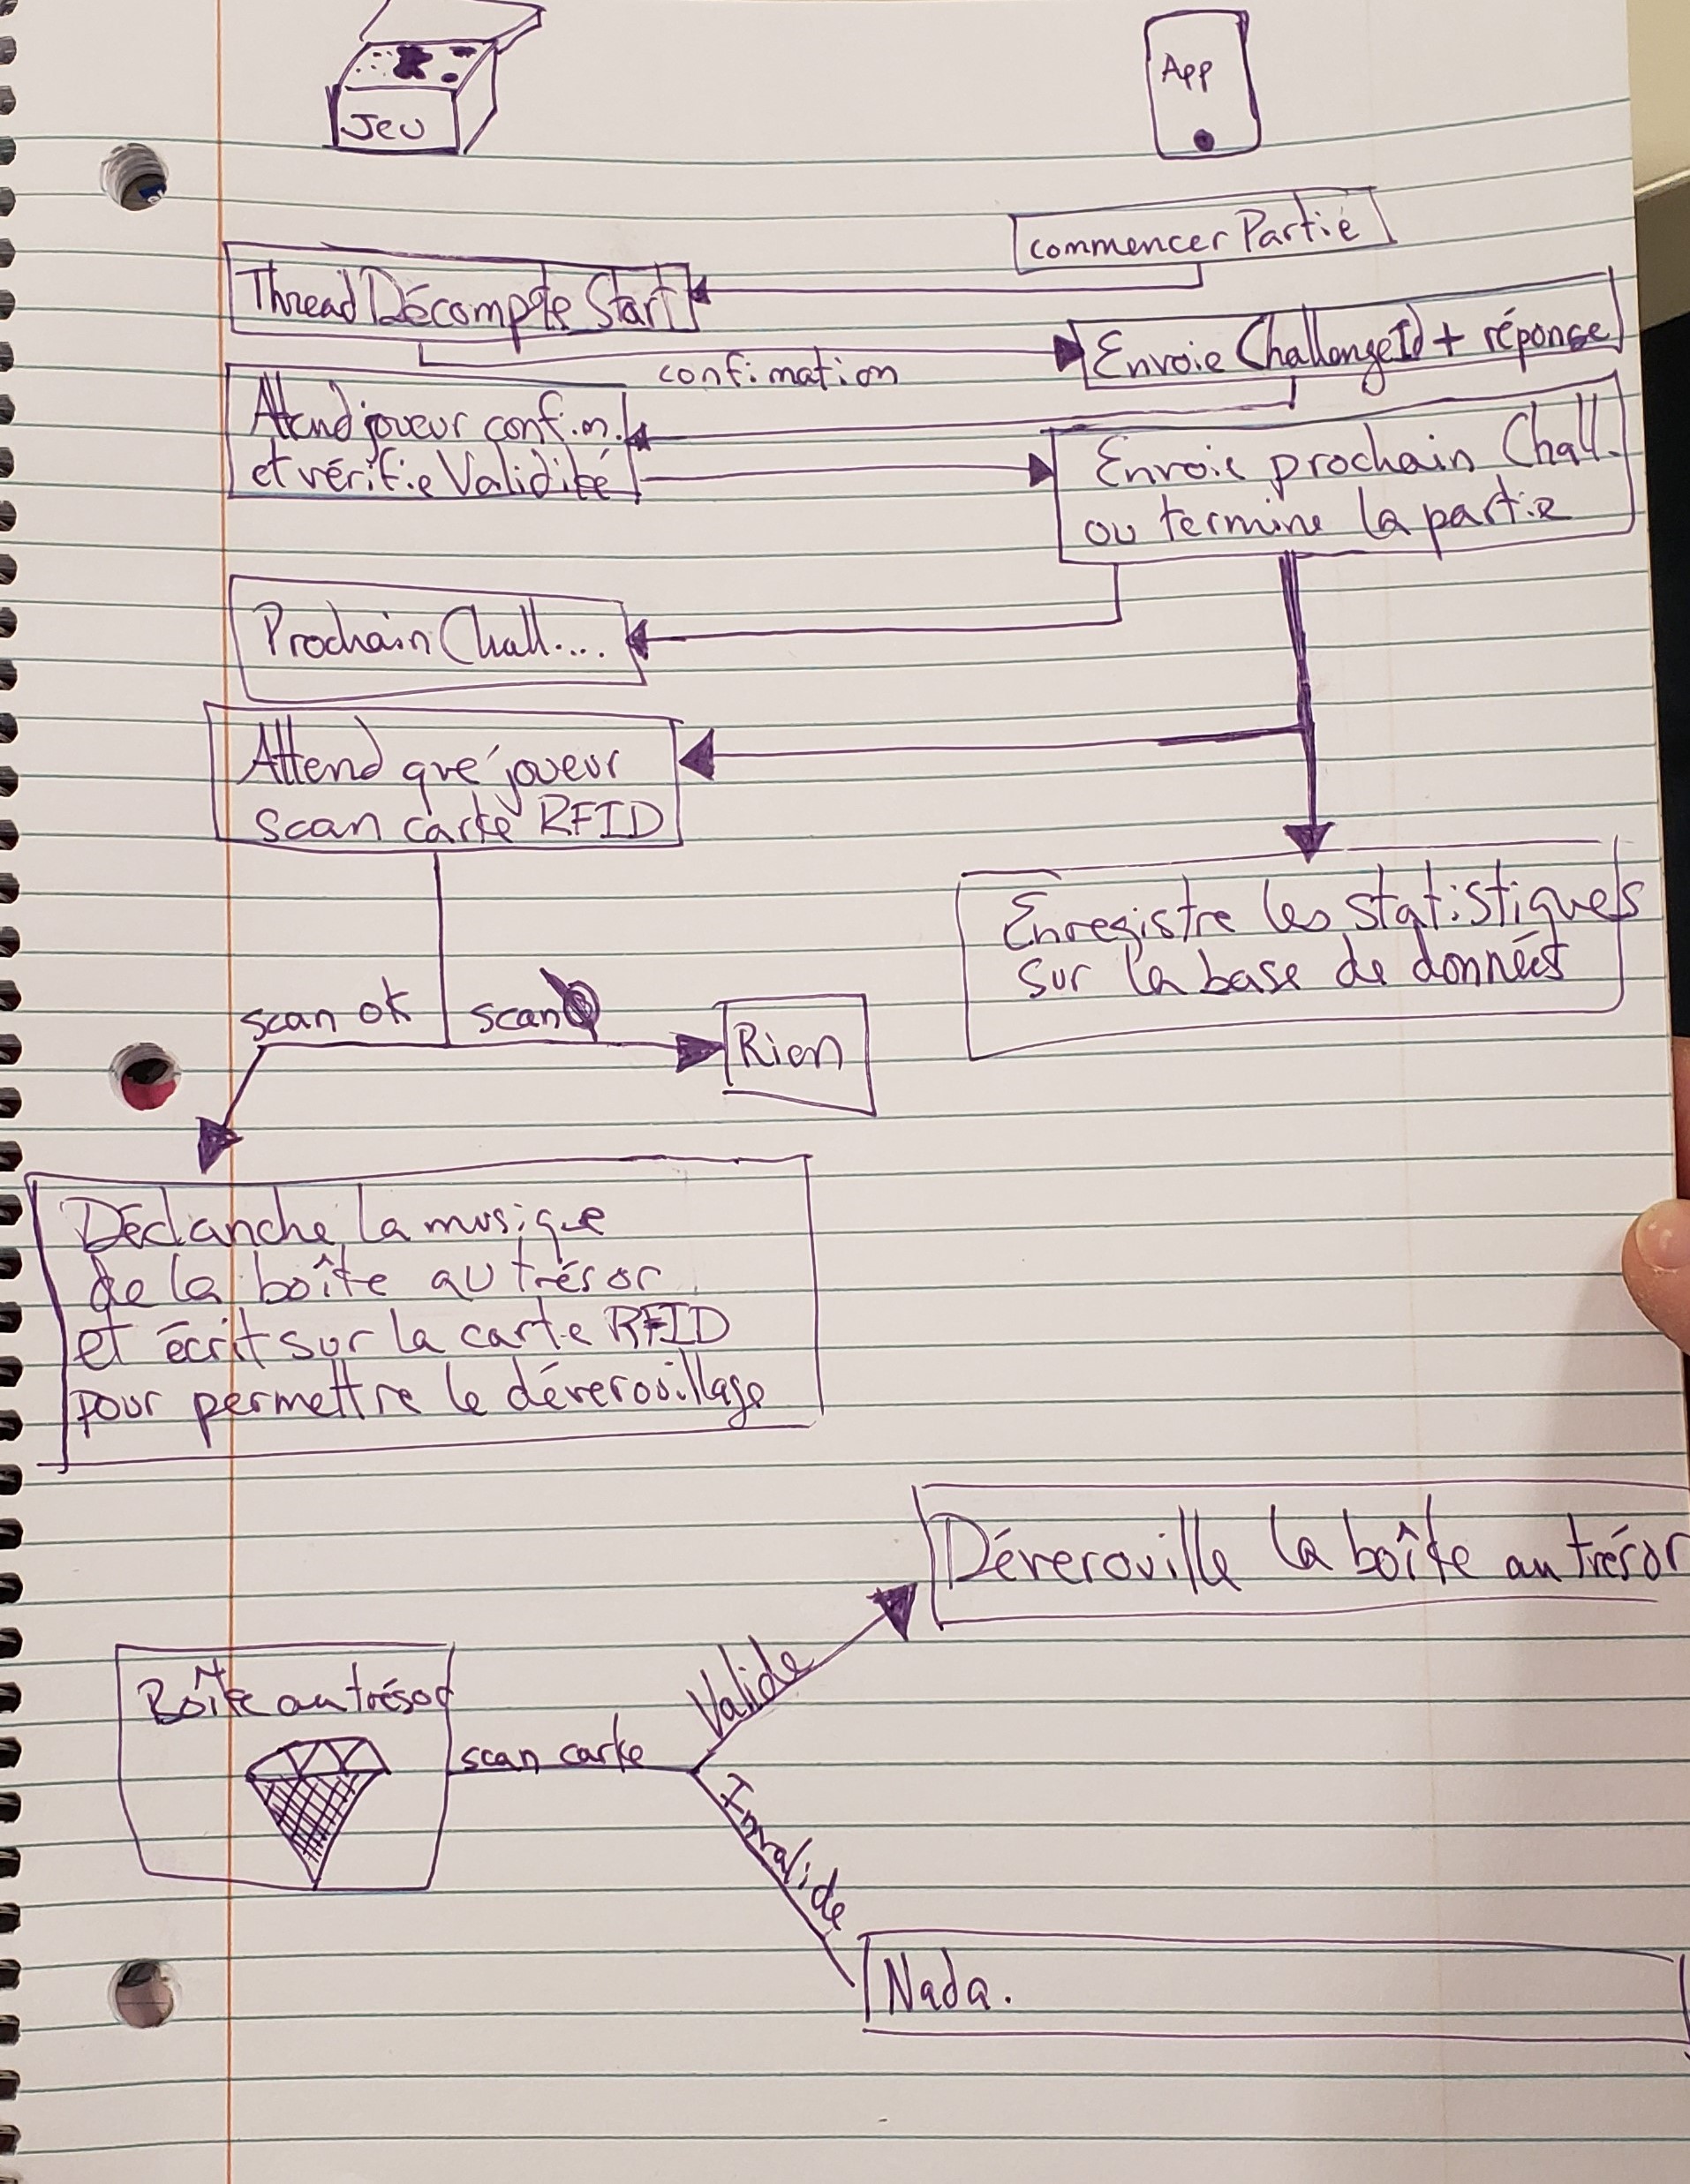 Jeu
App
commencer Partie
Thread Décompte Start
confimation
Envoie ChallengeId + réponse
Attend joueur confirm.
et vérifie Validité
Envoie prochain Chall.
ou termine la partie
Prochain Chall....
Attend que joueur
scan carte RFID
Enregistre les statistiques
sur la base de données
scan ok
scan
Rien
Déclanche la musique
de la boîte au trésor
et écrit sur la carte RFID
pour permettre le déverouillage
Déverouille la boîte au trésor
Valide
Boîte au trésor
scan carte
Invalide
Nada.